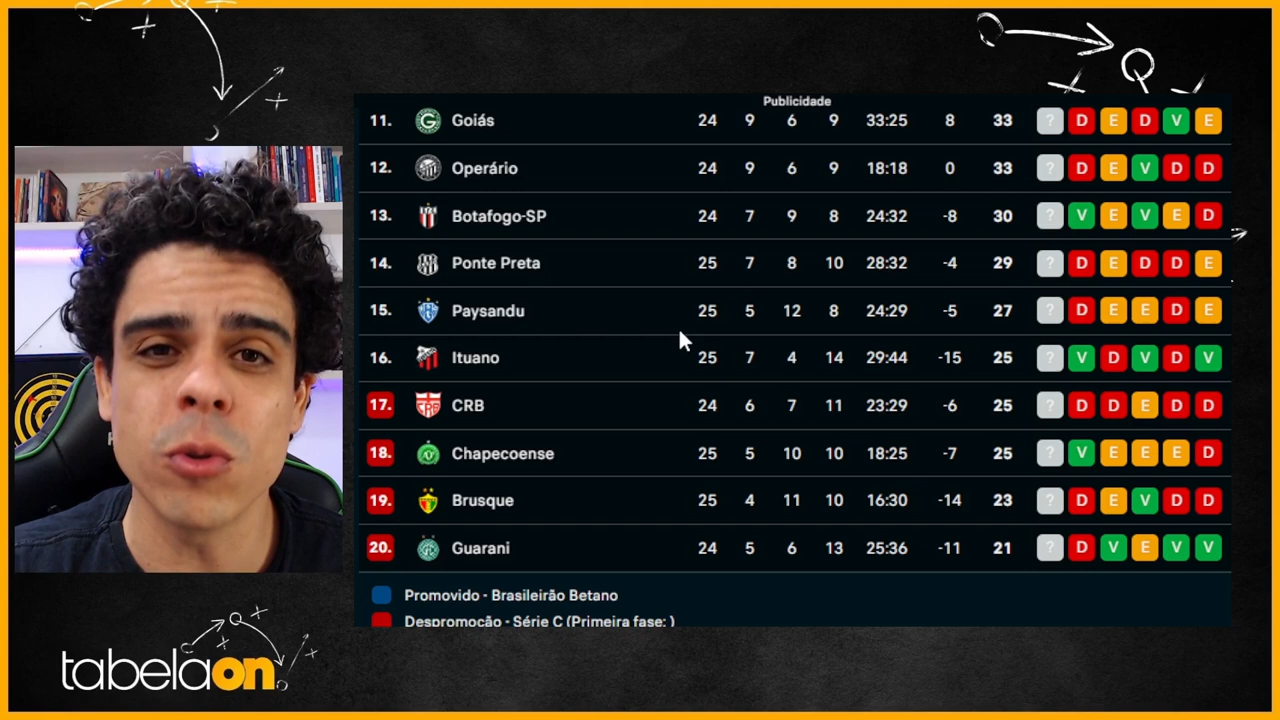 Publicidade
11. Goiás 24 9 6 9 33:25 8 33 ? D E D V E
12. Operário 24 9 6 9 18:18 0 33 ? D E V D D
13. Botafogo-SP 24 7 9 8 24:32 -8 30 ? V E V E D
14. Ponte Preta 25 7 8 10 28:32 -4 29 ? D E D D E
15. Paysandu 25 5 12 8 24:29 -5 27 ? D E E D E
16. Ituano 25 7 4 14 29:44 -15 25 ? V D V D V
17. CRB 24 6 7 11 23:29 -6 25 ? D D E D D
18. Chapecoense 25 5 10 10 18:25 -7 25 ? V E E E D
19. Brusque 25 4 11 10 16:30 -14 23 ? D E V D D
20. Guarani 24 5 6 13 25:36 -11 21 ? D V E V V
Promovido - Brasileirão Betano
Despromoção - Série C (Primeira fase: )
tabelaon